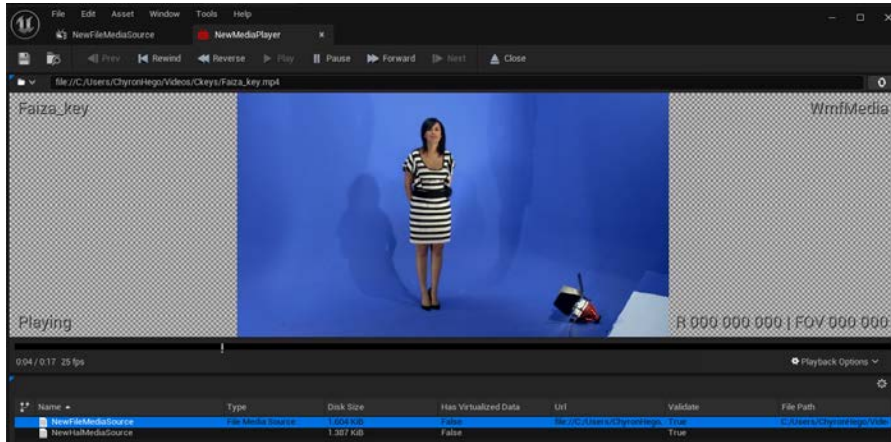 File Edit Asset Window Tools Help
NewFileMediaSource NewMediaPlayer
Prev Rewind Reverse Play Pause Forward Next Close
file://C:/Users/ChyronHego/Videos/Ckeys/Faiza_key.mp4
Faiza_key WmfMedia
Playing R 000 000 000 | FOV 000 000
0:04 / 0:17 25 fps Playback Options
Name Type Disk Size Has Virtualized Data Url Validate File Path
NewFileMediaSource File Media Source 1.604 KiB False file://C:/Users/ChyronHego, True C:/Users/ChyronHego/Vide
NewHalMediaSource 1.387 KiB False True